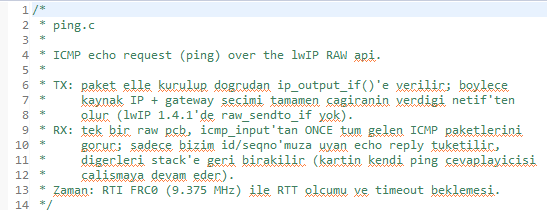 1 /*
2  * ping.c
3  *
4  * ICMP echo request (ping) over the lwIP RAW api.
5  *
6  * TX: paket elle kurulup dogrudan ip_output_if()'e verilir; boylece
7  *     kaynak IP + gateway secimi tamamen cagiranin verdigi netif'ten
8  *     olur (lwIP 1.4.1'de raw_sendto_if yok).
9  * RX: tek bir raw pcb, icmp_input'tan ONCE tum gelen ICMP paketlerini
10  *     gorur; sadece bizim id/seqno'muza uyan echo reply tuketilir,
11  *     digerleri stack'e geri birakilir (kartin kendi ping cevaplayicisi
12  *     calismaya devam eder).
13  * Zaman: RTI FRC0 (9.375 MHz) ile RTT olcumu ve timeout beklemesi.
14  */